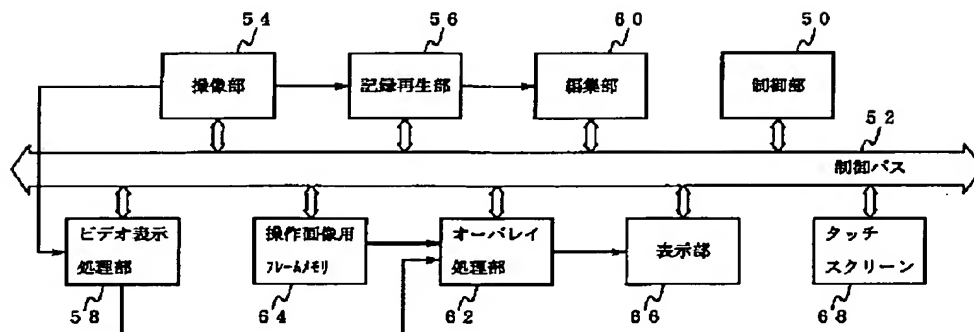 54
56
60
50
撮像部
記録再生部
編集部
制御部
52
制御バス
ビデオ表示
処理部
操作画像用
フレームメモリ
オーバレイ
処理部
表示部
タッチ
スクリーン
58
64
62
66
68